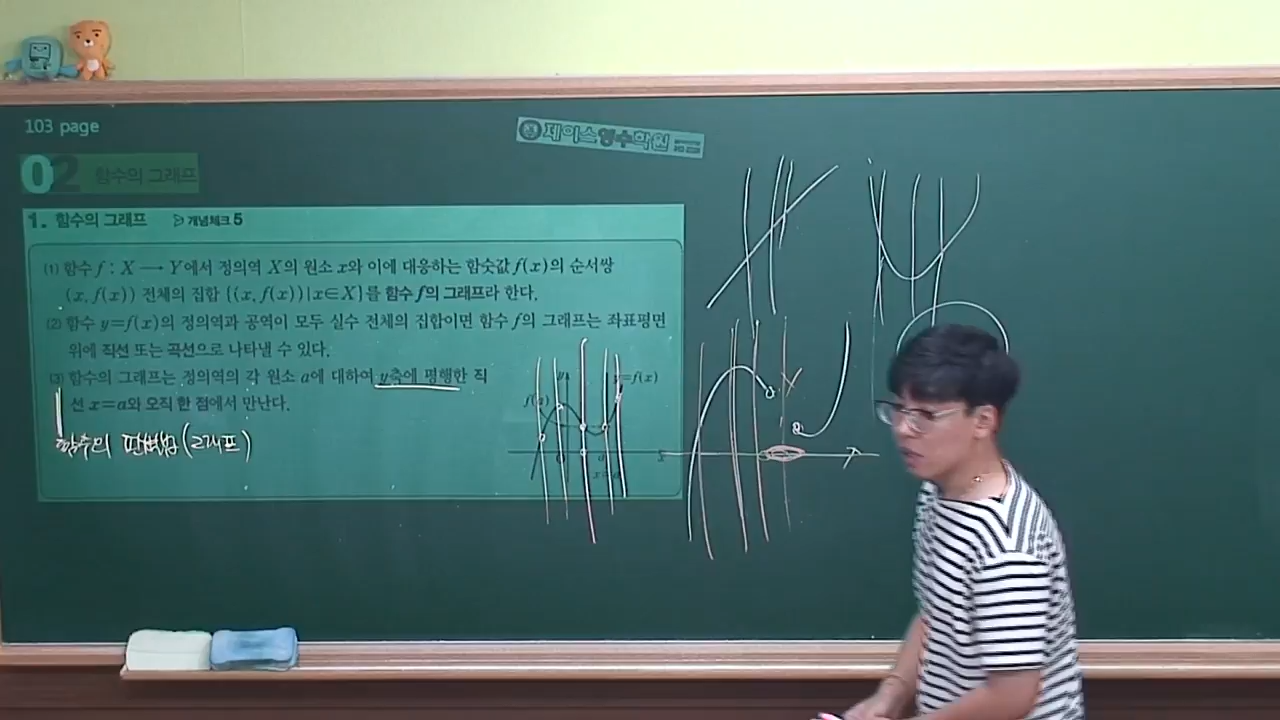 103 page
제이스영수학원
02 함수의 그래프
1. 함수의 그래프 ▷개념체크 5
(1) 함수 f : X → Y에서 정의역 X의 원소 x와 이에 대응하는 함숫값 f(x)의 순서쌍
(x, f(x)) 전체의 집합 {(x, f(x))|x∈X}를 함수 f의 그래프라 한다.
(2) 함수 y=f(x)의 정의역과 공역이 모두 실수 전체의 집합이면 함수 f의 그래프는 좌표평면
위에 직선 또는 곡선으로 나타낼 수 있다.
(3) 함수의 그래프는 정의역의 각 원소 a에 대하여 y축에 평행한 직
선 x=a와 오직 한 점에서 만난다.
y y=f(x)
f(a)
x
x=a
함수의 판별법(그래프)